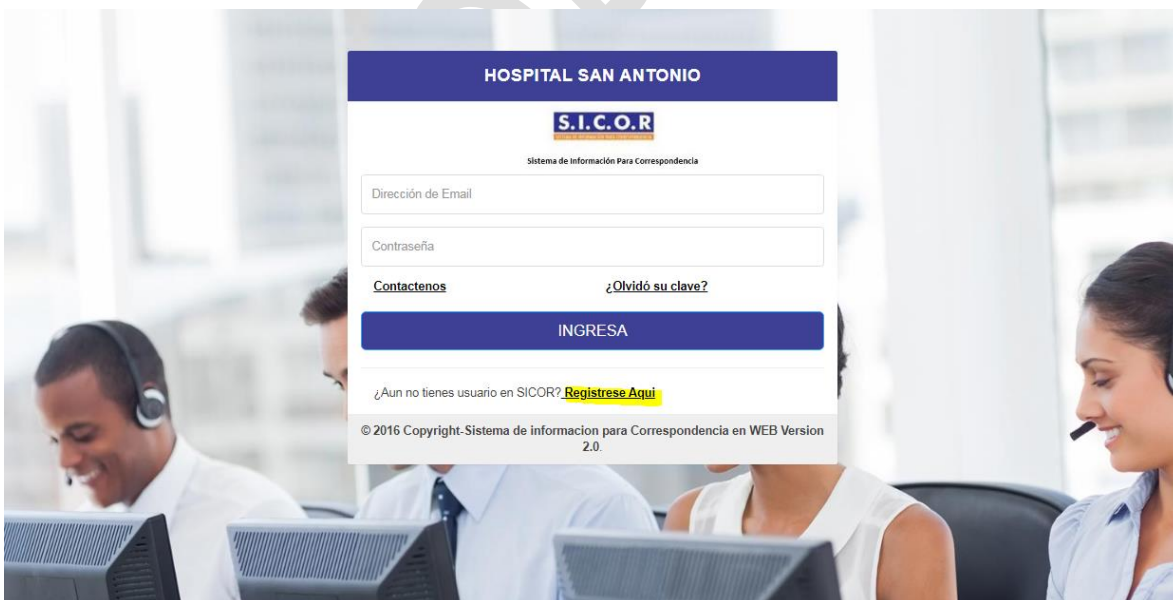 HOSPITAL SAN ANTONIO
S.I.C.O.R
Sistema de Información Para Correspondencia
Dirección de Email
Contraseña
Contactenos ¿Olvidó su clave?
INGRESA
¿Aun no tienes usuario en SICOR? Registrese Aqui
© 2016 Copyright-Sistema de informacion para Correspondencia en WEB Version
2.0.